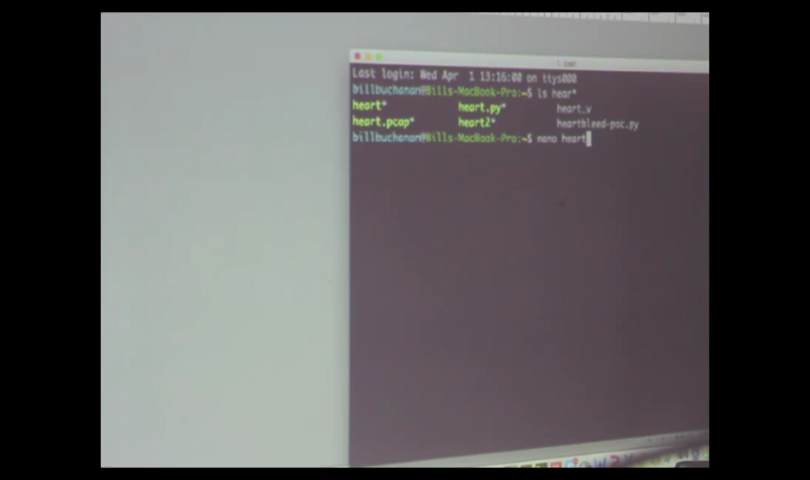 Last login: Wed Apr  1 13:16:00 on ttys000
billbuchanan@Bills-MacBook-Pro:~$ ls hear*
heart* heart.py* heart_v
heart.pcap* heart2* heartbleed-poc.py
billbuchanan@Bills-MacBook-Pro:~$ nano heart